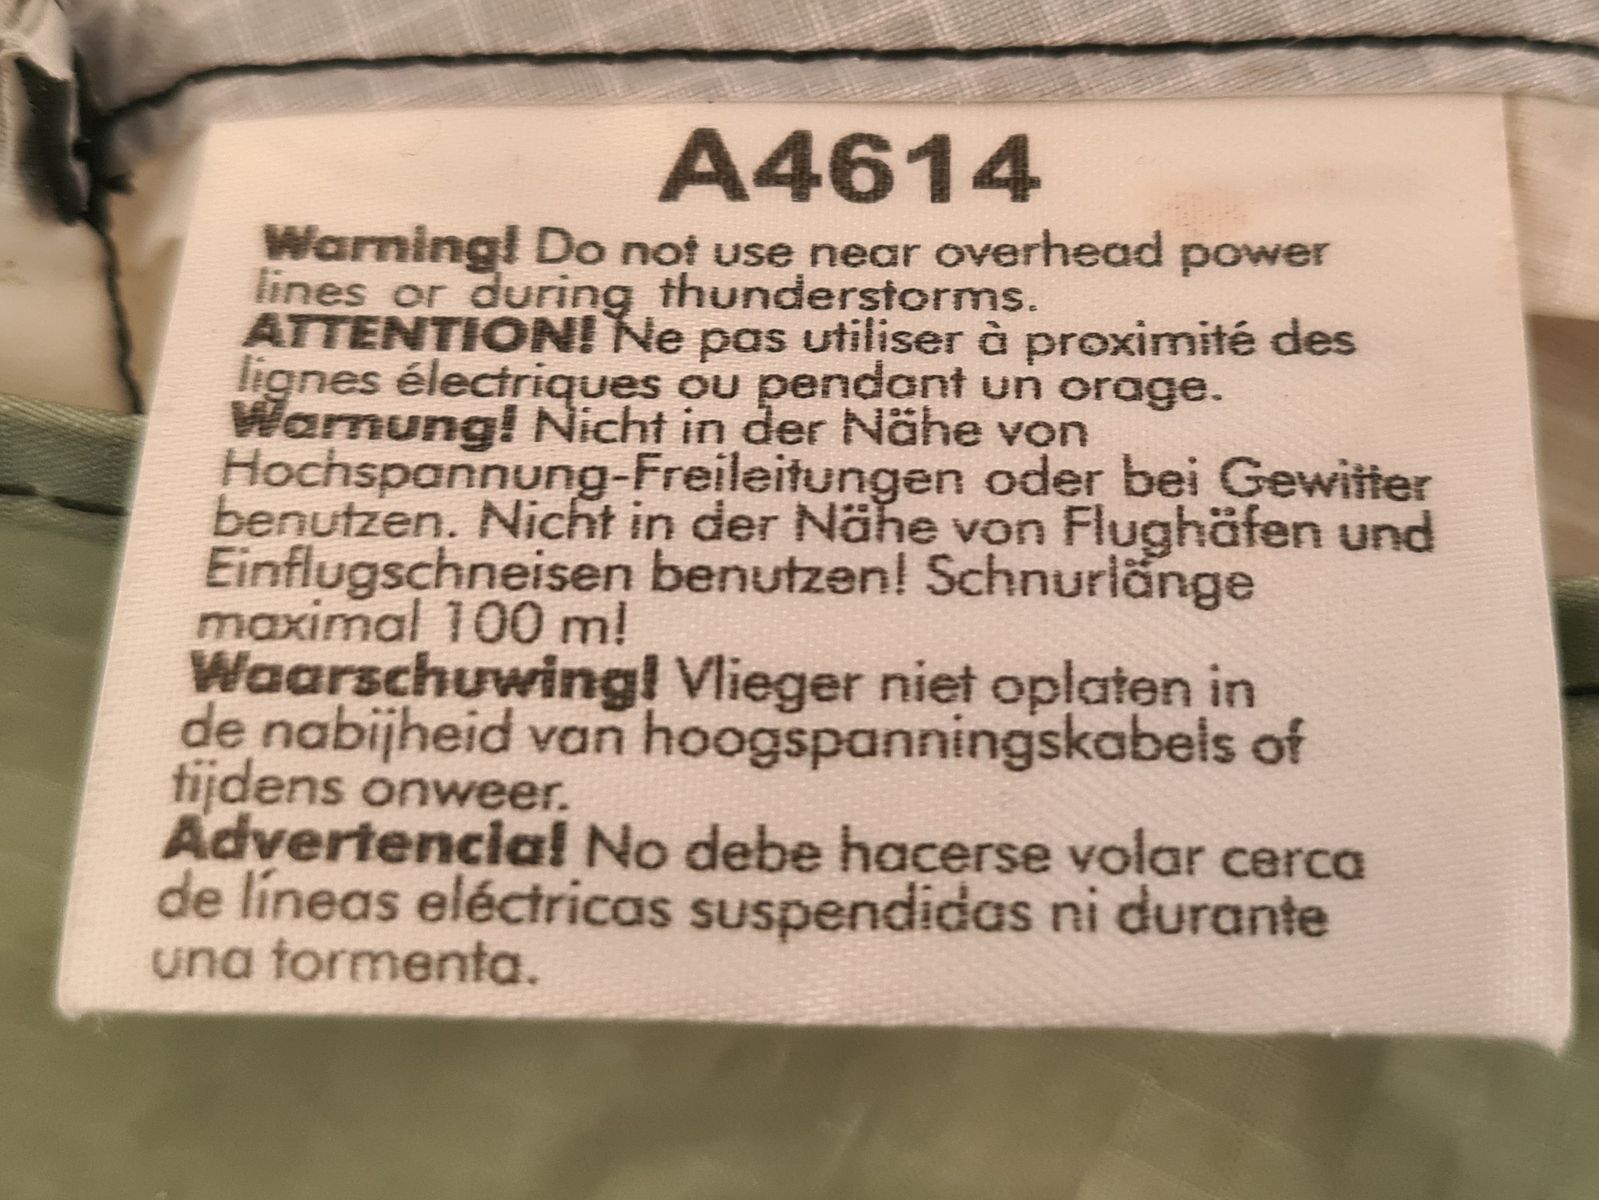 A4614
Warning! Do not use near overhead power
lines or during thunderstorms.
ATTENTION! Ne pas utiliser à proximité des
lignes électriques ou pendant un orage.
Warnung! Nicht in der Nähe von
Hochspannung-Freileitungen oder bei Gewitter
benutzen. Nicht in der Nähe von Flughäfen und
Einflugschneisen benutzen! Schnurlänge
maximal 100 m!
Waarschuwing! Vlieger niet oplaten in
de nabijheid van hoogspanningskabels of
tijdens onweer.
Advertencia! No debe hacerse volar cerca
de líneas eléctricas suspendidas ni durante
una tormenta.